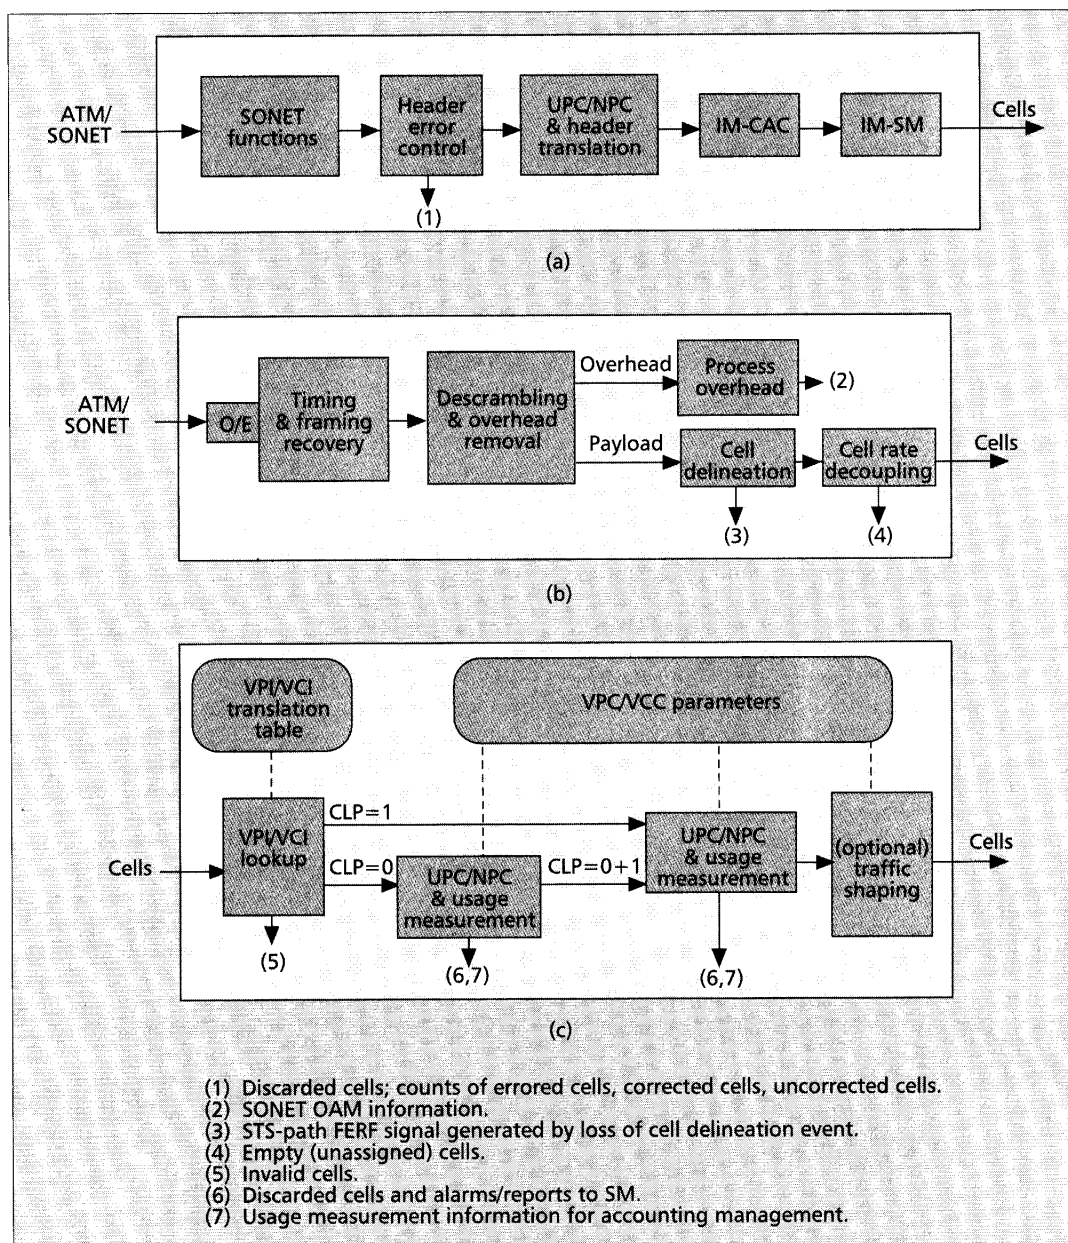 ATM/
SONET
SONET
functions
Header
error
control
UPC/NPC
& header
translation
IM-CAC
IM-SM
Cells
(1)
(a)
ATM/
SONET
O/E
Timing
& framing
recovery
Descrambling
& overhead
removal
Overhead
Process
overhead
(2)
Payload
Cell
delineation
Cell rate
decoupling
Cells
(3)
(4)
(b)
VPI/VCI
translation
table
VPC/VCC parameters
Cells
VPI/VCI
lookup
CLP=1
CLP=0
UPC/NPC
& usage
measurement
CLP=0+1
UPC/NPC
& usage
measurement
(optional)
traffic
shaping
Cells
(5)
(6,7)
(6,7)
(c)
(1) Discarded cells; counts of errored cells, corrected cells, uncorrected cells.
(2) SONET OAM information.
(3) STS-path FERF signal generated by loss of cell delineation event.
(4) Empty (unassigned) cells.
(5) Invalid cells.
(6) Discarded cells and alarms/reports to SM.
(7) Usage measurement information for accounting management.